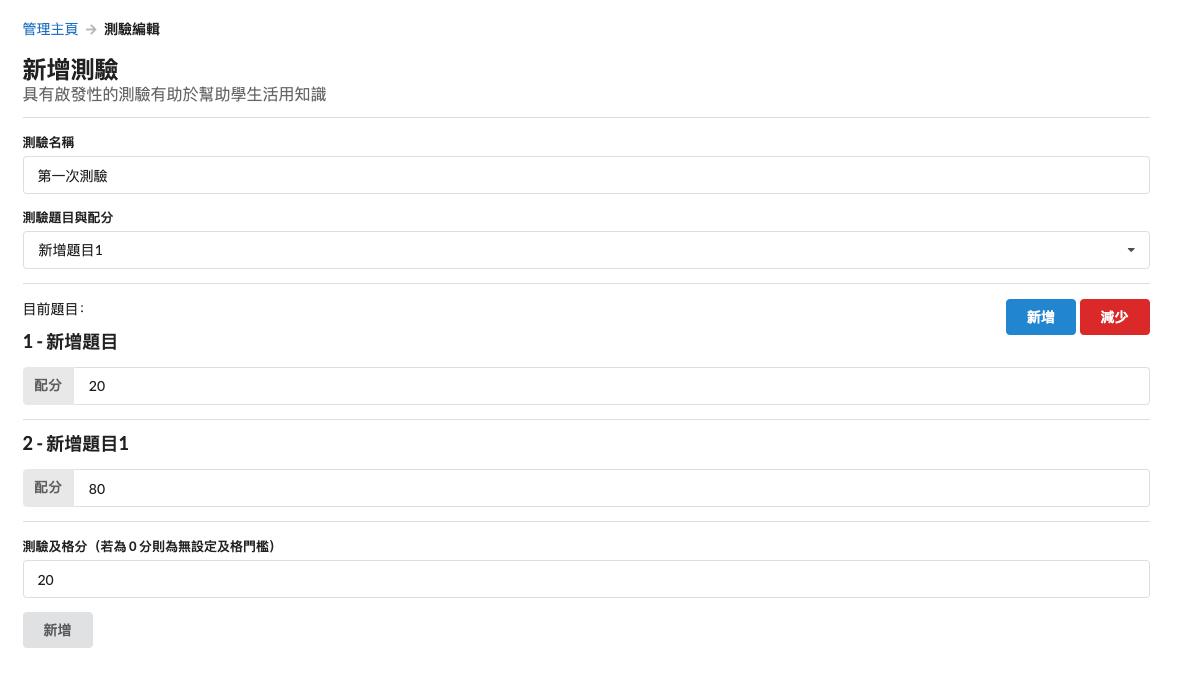 管理主頁 → 測驗編輯
新增測驗
具有啟發性的測驗有助於幫助學生活用知識
測驗名稱
第一次測驗
測驗題目與配分
新增題目1
目前題目：
新增 減少
1 - 新增題目
配分 20
2 - 新增題目1
配分 80
測驗及格分（若為 0 分則為無設定及格門檻）
20
新增